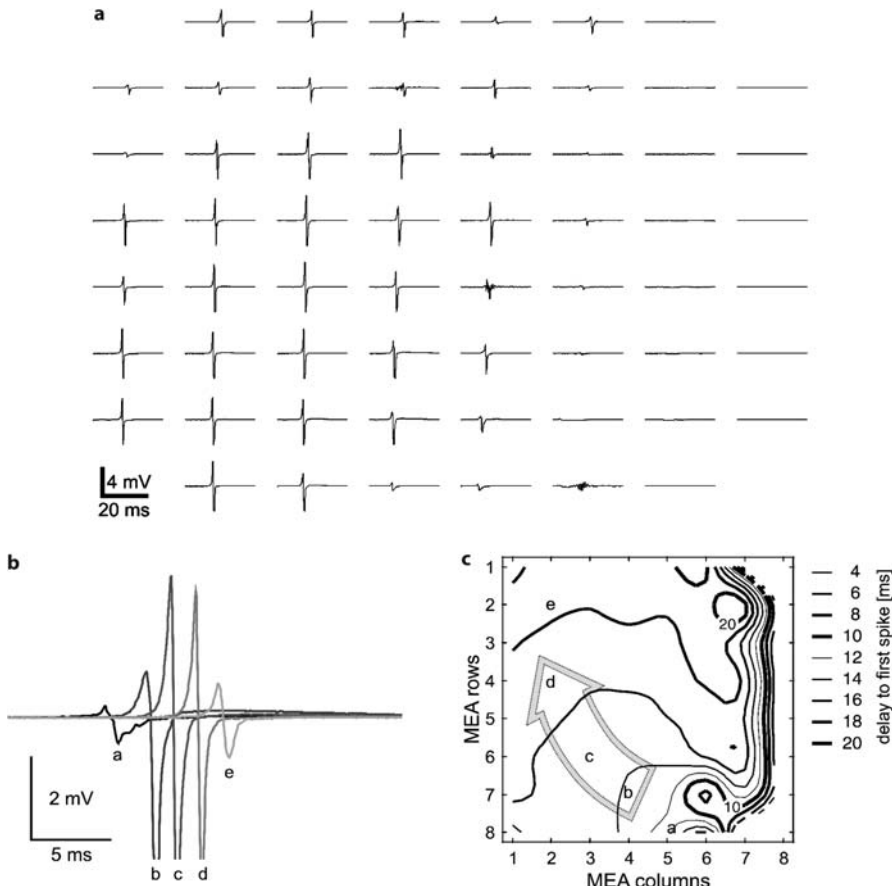 a
4 mV
20 ms
b
a
e
2 mV
5 ms
b c d
c
1
2
3
4
5
6
7
8
MEA rows
e
d
c
b
a
20
10
1 2 3 4 5 6 7 8
MEA columns
4
6
8
10
12
14
16
18
20
delay to first spike [ms]